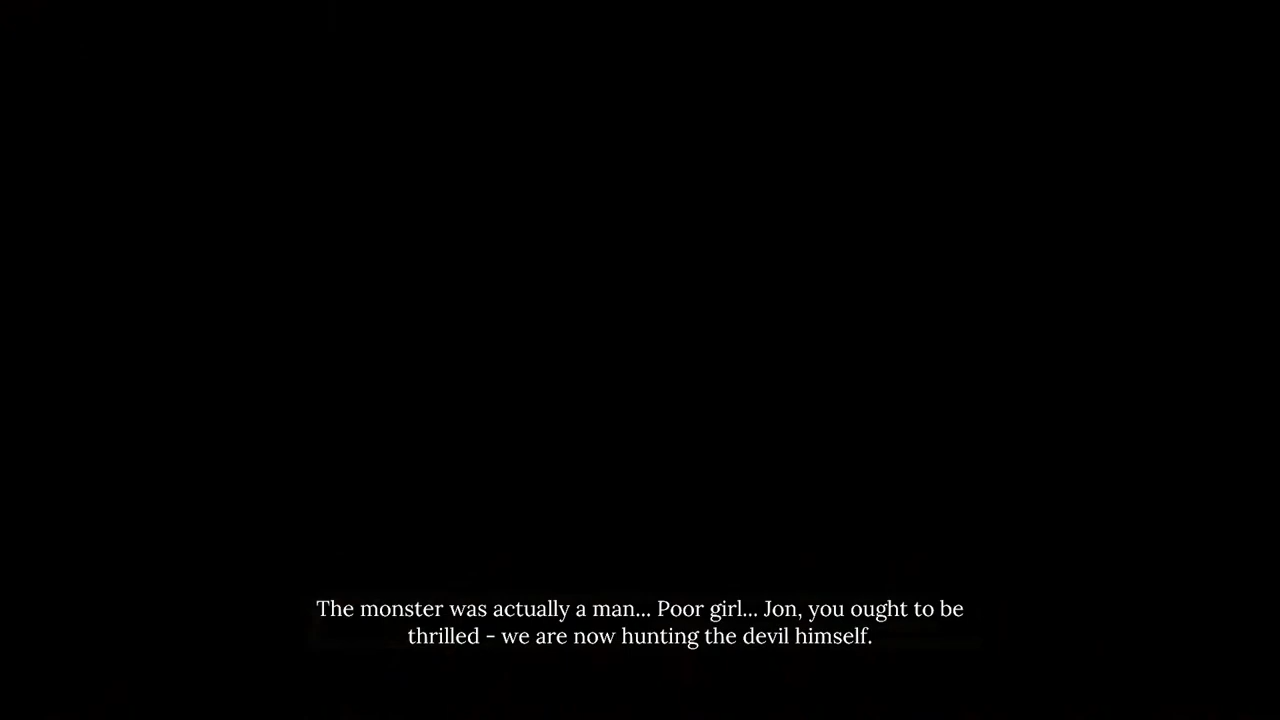 The monster was actually a man... Poor girl... Jon, you ought to be
thrilled - we are now hunting the devil himself.